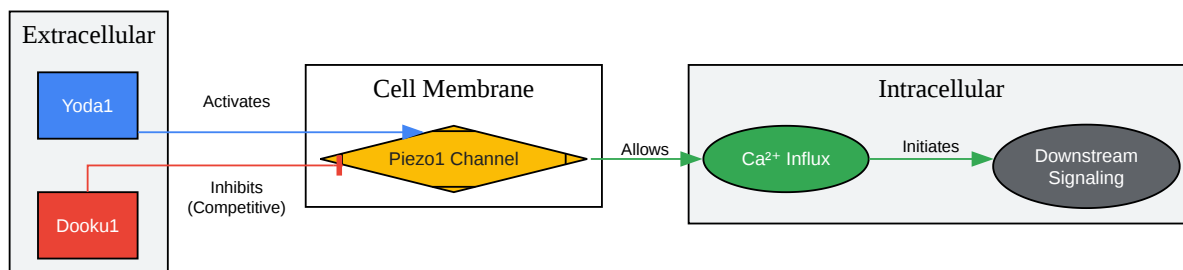 Extracellular
Yoda1
Dooku1
Activates
Inhibits
(Competitive)
Cell Membrane
Piezo1 Channel
Allows
Intracellular
Ca²⁺ Influx
Initiates
Downstream
Signaling